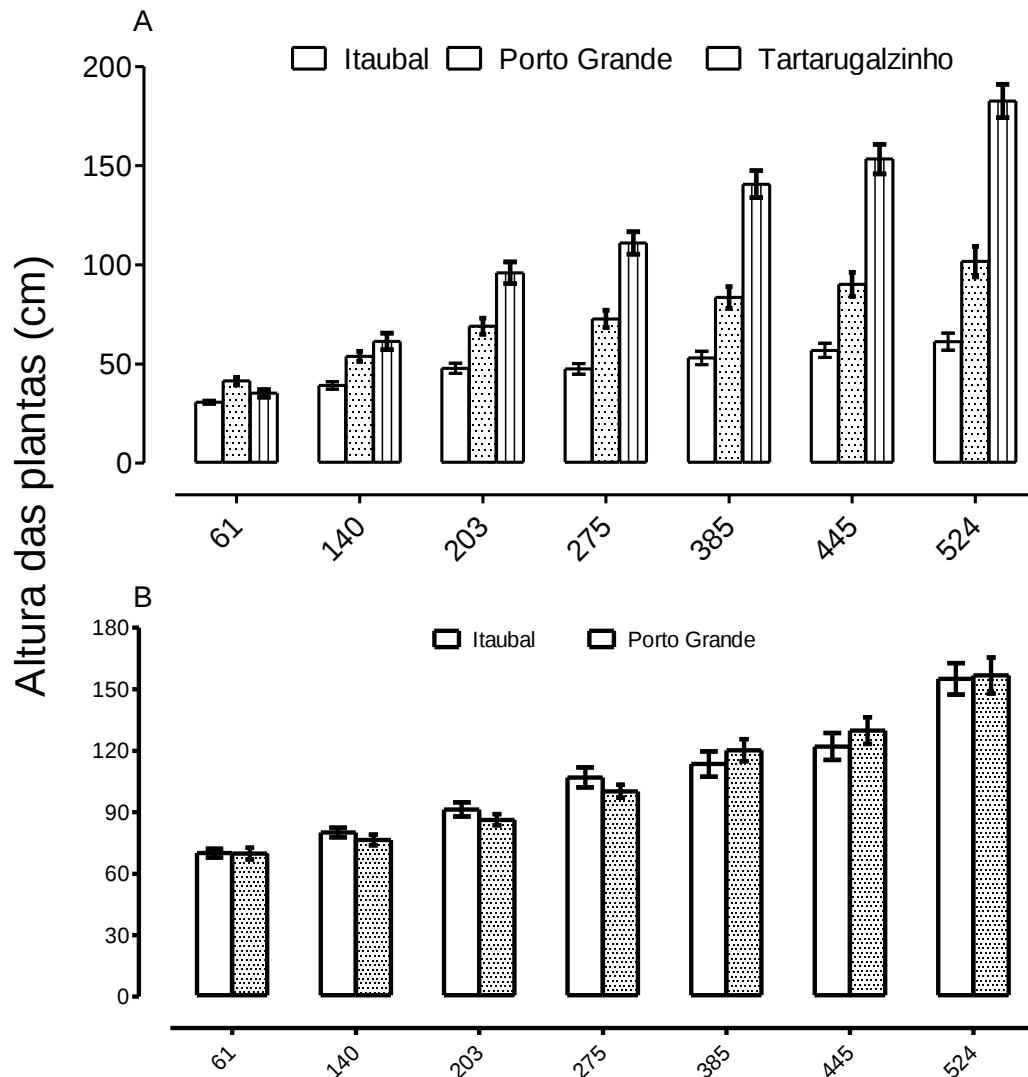 A
Itaubal Porto Grande Tartarugalzinho
200
150
100
50
0
61 140 203 275 385 445 524
Altura das plantas (cm)
B
Itaubal Porto Grande
180
150
120
90
60
30
0
61 140 203 275 385 445 524